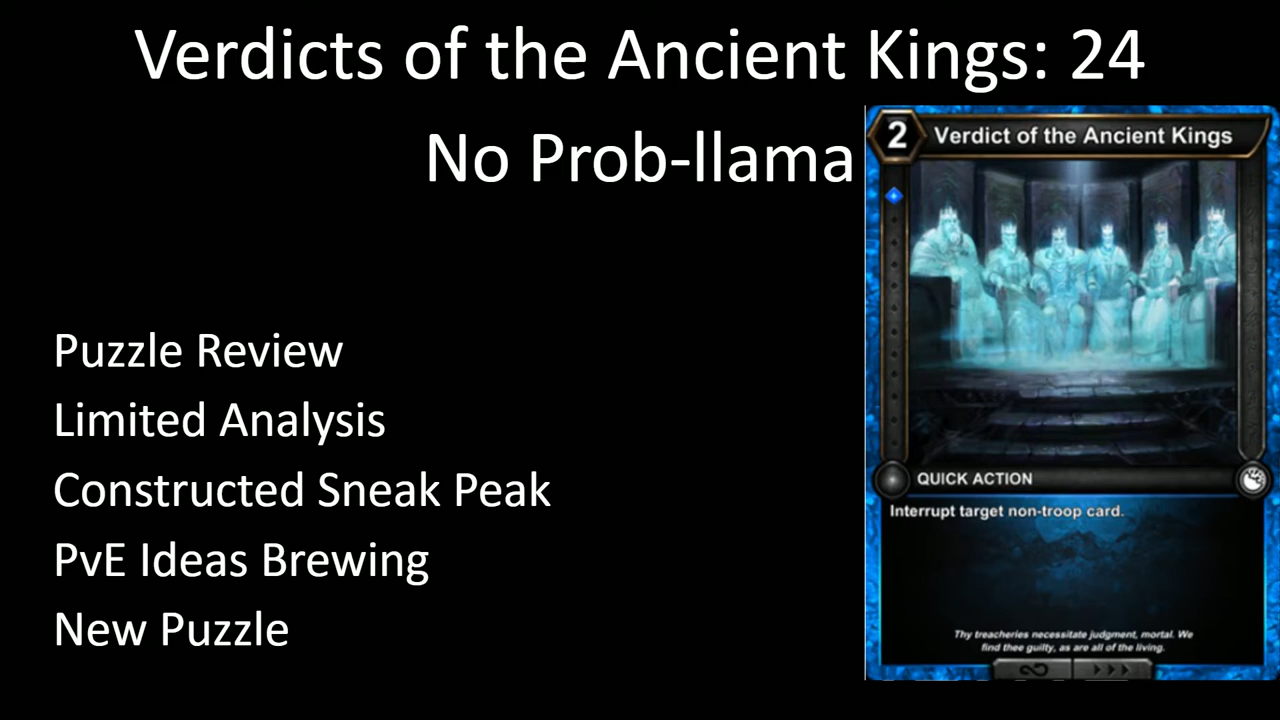 Verdicts of the Ancient Kings: 24
No Prob-llama
Puzzle Review
Limited Analysis
Constructed Sneak Peak
PvE Ideas Brewing
New Puzzle
2
Verdict of the Ancient Kings
QUICK ACTION
Interrupt target non-troop card.
Thy treacheries necessitate judgment, mortal. We
find thee guilty, as are all of the living.